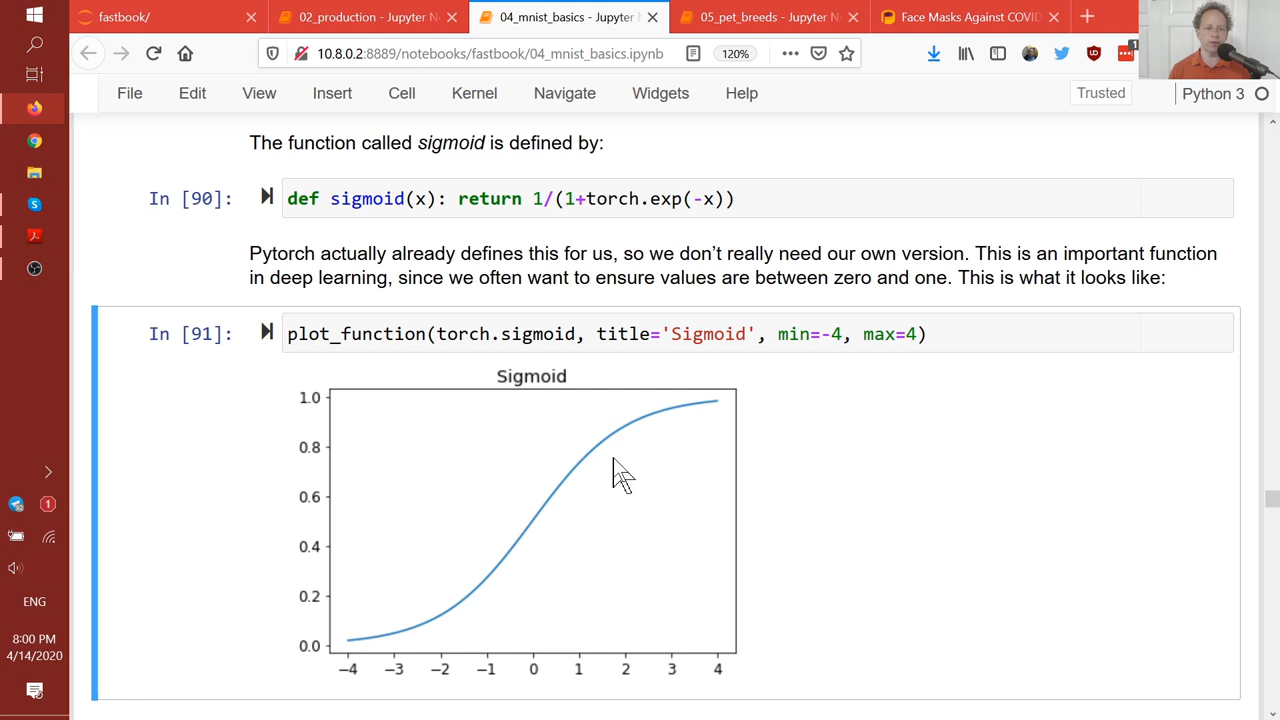 fastbook/
02_production - Jupyter N
04_mnist_basics - Jupyter
05_pet_breeds - Jupyter N
Face Masks Against COVID
10.8.0.2:8889/notebooks/fastbook/04_mnist_basics.ipynb
120%
1
File Edit View Insert Cell Kernel Navigate Widgets Help
Trusted
Python 3
The function called sigmoid is defined by:
In [90]: def sigmoid(x): return 1/(1+torch.exp(-x))
Pytorch actually already defines this for us, so we don’t really need our own version. This is an important function
in deep learning, since we often want to ensure values are between zero and one. This is what it looks like:
In [91]: plot_function(torch.sigmoid, title='Sigmoid', min=-4, max=4)
Sigmoid
1.0
0.8
0.6
0.4
0.2
0.0
−4 −3 −2 −1 0 1 2 3 4
1
ENG
8:00 PM
4/14/2020